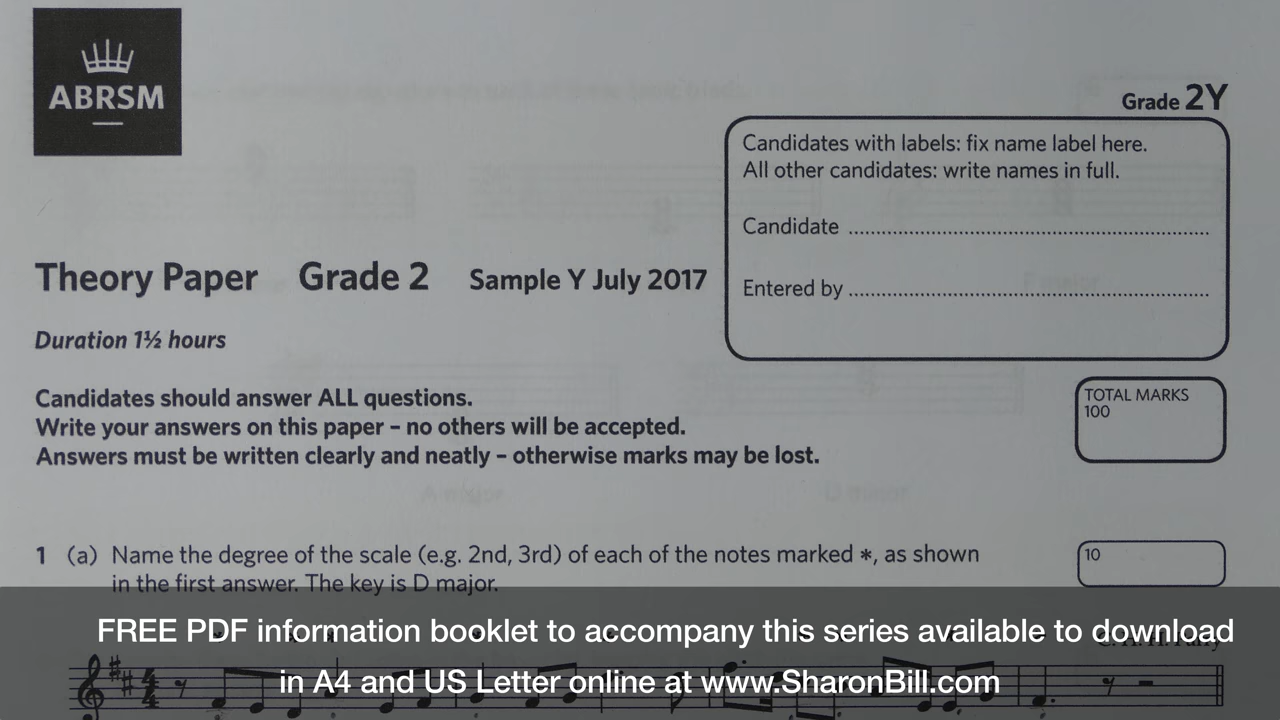 ABRSM
Grade 2Y
Candidates with labels: fix name label here.
All other candidates: write names in full.
Candidate ............................................................
Entered by ............................................................
Theory Paper Grade 2 Sample Y July 2017
Duration 1½ hours
Candidates should answer ALL questions.
Write your answers on this paper – no others will be accepted.
Answers must be written clearly and neatly – otherwise marks may be lost.
TOTAL MARKS
100
1 (a) Name the degree of the scale (e.g. 2nd, 3rd) of each of the notes marked *, as shown
in the first answer. The key is D major.
10
FREE PDF information booklet to accompany this series available to download
in A4 and US Letter online at www.SharonBill.com